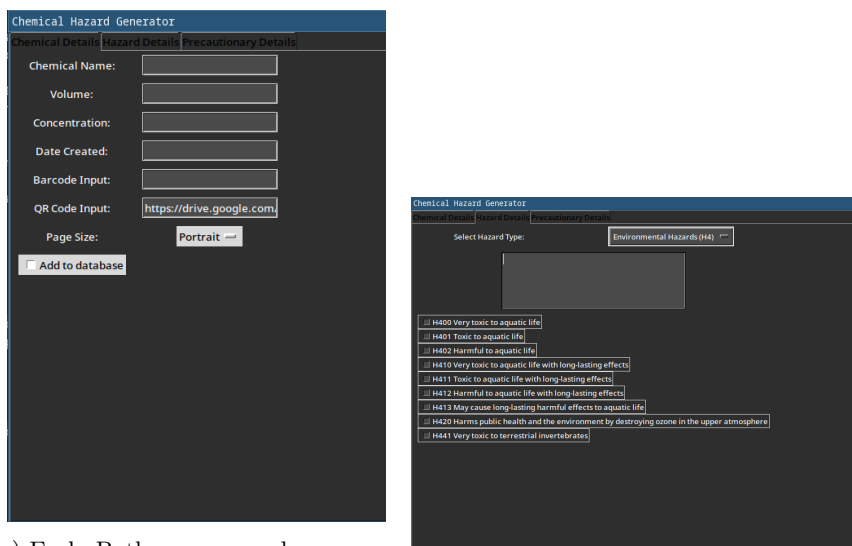 Chemical Hazard Generator
Chemical Details Hazard Details Precautionary Details
Chemical Name:
Volume:
Concentration:
Date Created:
Barcode Input:
QR Code Input: https://drive.google.com/
Page Size: Portrait
Add to database
Chemical Hazard Generator
Chemical Details Hazard Details Precautionary Details
Select Hazard Type: Environmental Hazards (H4)
H400 Very toxic to aquatic life
H401 Toxic to aquatic life
H402 Harmful to aquatic life
H410 Very toxic to aquatic life with long-lasting effects
H411 Toxic to aquatic life with long-lasting effects
H412 Harmful to aquatic life with long-lasting effects
H413 May cause long-lasting harmful effects to aquatic life
H420 Harms public health and the environment by destroying ozone in the upper atmosphere
H441 Very toxic to terrestrial invertebrates